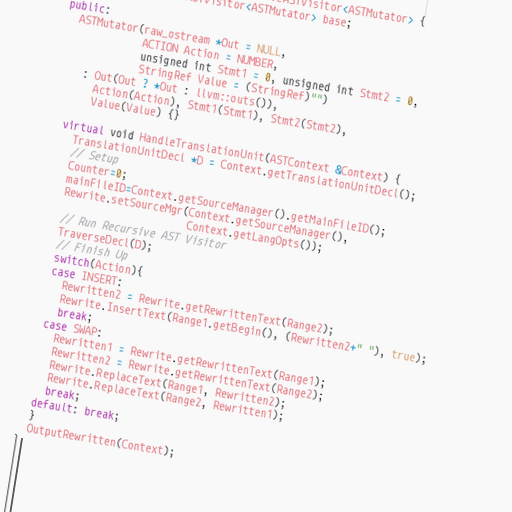 ASTVisitor<ASTMutator> {
Visitor<ASTMutator> base;
public:
ASTMutator(raw_ostream *Out = NULL,
ACTION Action = NUMBER,
unsigned int Stmt1 = 0, unsigned int Stmt2 = 0,
StringRef Value = (StringRef)"")
: Out(Out ? *Out : llvm::outs()),
Action(Action), Stmt1(Stmt1), Stmt2(Stmt2),
Value(Value) {}
virtual void HandleTranslationUnit(ASTContext &Context) {
TranslationUnitDecl *D = Context.getTranslationUnitDecl();
// Setup
Counter=0;
mainFileID=Context.getSourceManager().getMainFileID();
Rewrite.setSourceMgr(Context.getSourceManager(),
Context.getLangOpts());
// Run Recursive AST Visitor
TraverseDecl(D);
// Finish Up
switch(Action){
case INSERT:
Rewritten2 = Rewrite.getRewrittenText(Range2);
Rewrite.InsertText(Range1.getBegin(), (Rewritten2+" "), true);
break;
case SWAP:
Rewritten1 = Rewrite.getRewrittenText(Range1);
Rewritten2 = Rewrite.getRewrittenText(Range2);
Rewrite.ReplaceText(Range1, Rewritten2);
Rewrite.ReplaceText(Range2, Rewritten1);
break;
default: break;
}
OutputRewritten(Context);